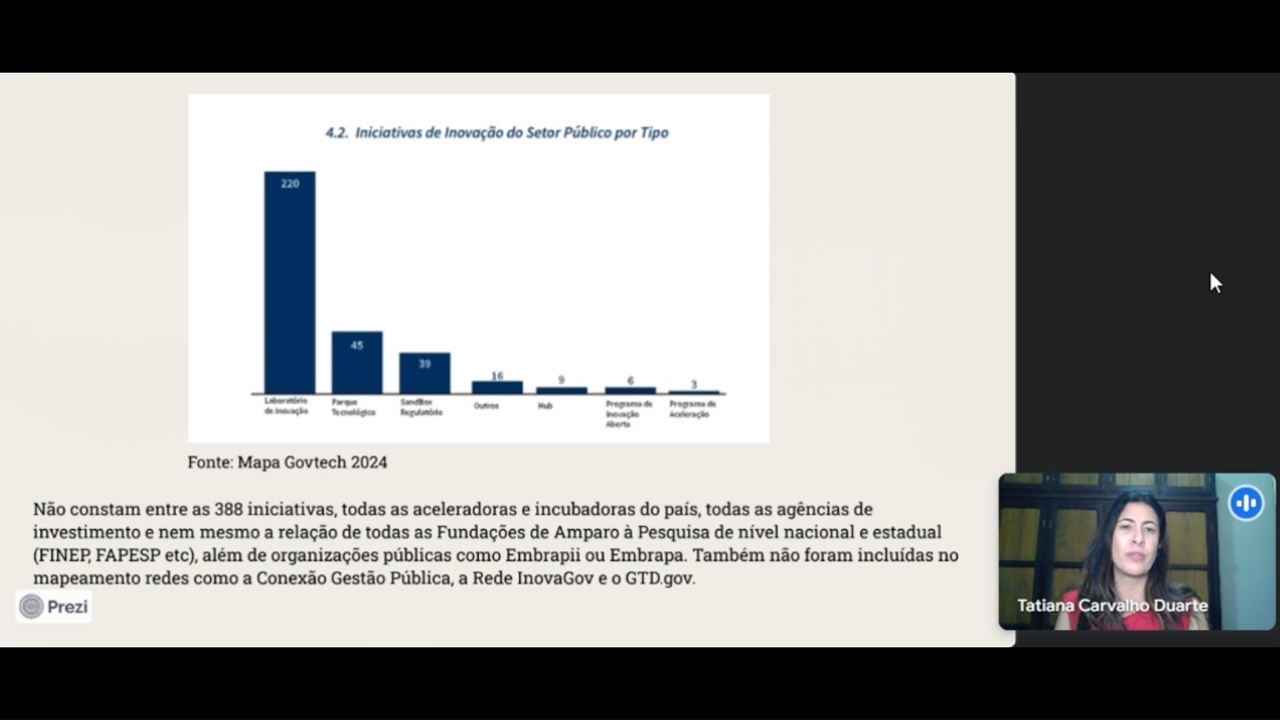 4.2. Iniciativas de Inovação do Setor Público por Tipo
220
45
39
16
9
6
3
Laboratório
de inovação
Parque
Tecnológico
SandBox
Regulatório
Outros
Hub
Programa de
Inovação
Aberta
Programa de
Aceleração
Fonte: Mapa Govtech 2024
Não constam entre as 388 iniciativas, todas as aceleradoras e incubadoras do país, todas as agências de
investimento e nem mesmo a relação de todas as Fundações de Amparo à Pesquisa de nível nacional e estadual
(FINEP, FAPESP etc), além de organizações públicas como Embrapii ou Embrapa. Também não foram incluídas no
mapeamento redes como a Conexão Gestão Pública, a Rede InovaGov e o GTD.gov.
Prezi
Tatiana Carvalho Duarte